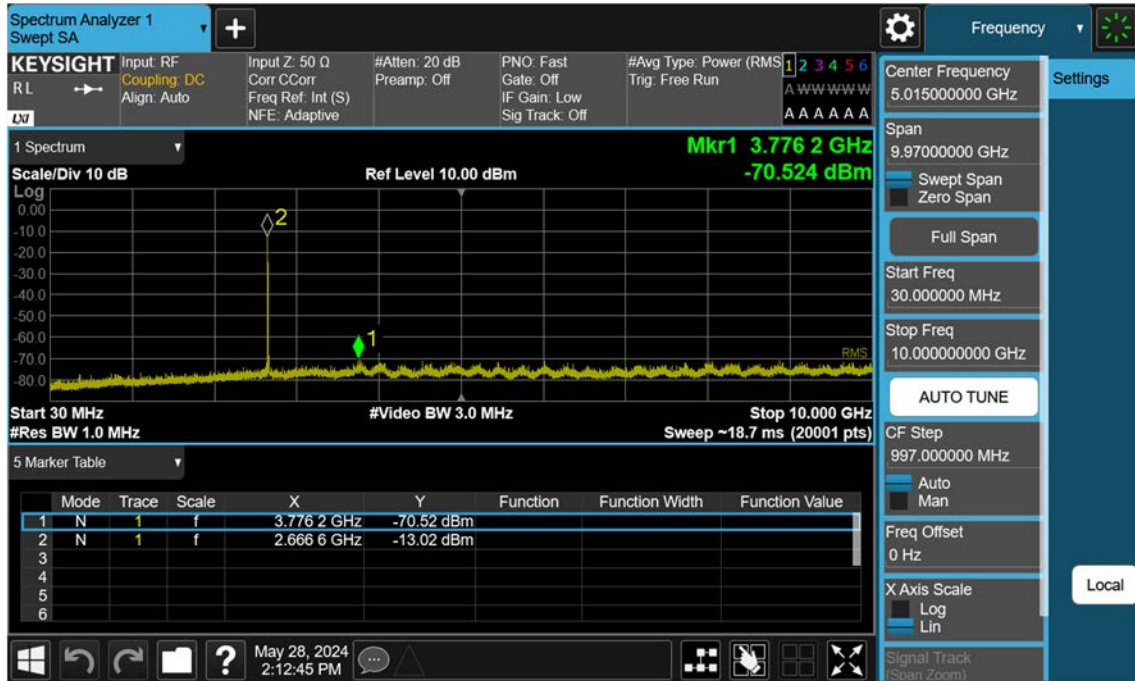 Spectrum Analyzer 1
Swept SA
Frequency
KEYSIGHT
RL
LXI
Input: RF
Coupling: DC
Align: Auto
Input Z: 50 Ω
Corr CCorr
Freq Ref: Int (S)
NFE: Adaptive
#Atten: 20 dB
Preamp: Off
PNO: Fast
Gate: Off
IF Gain: Low
Sig Track: Off
#Avg Type: Power (RMS
Trig: Free Run
1 2 3 4 5 6
A W W W W W
A A A A A A
1 Spectrum
Mkr1 3.776 2 GHz
-70.524 dBm
Scale/Div 10 dB
Ref Level 10.00 dBm
Log
0.00
-10.0
-20.0
-30.0
-40.0
-50.0
-60.0
-70.0
-80.0
2
1
RMS
Start 30 MHz
#Video BW 3.0 MHz
Stop 10.000 GHz
#Res BW 1.0 MHz
Sweep ~18.7 ms (20001 pts)
5 Marker Table
Mode Trace Scale X Y Function Function Width Function Value
1 N 1 f 3.776 2 GHz -70.52 dBm
2 N 1 f 2.666 6 GHz -13.02 dBm
3
4
5
6
May 28, 2024
2:12:45 PM
Center Frequency
5.015000000 GHz
Span
9.97000000 GHz
Swept Span
Zero Span
Full Span
Start Freq
30.000000 MHz
Stop Freq
10.000000000 GHz
AUTO TUNE
CF Step
997.000000 MHz
Auto
Man
Freq Offset
0 Hz
X Axis Scale
Log
Lin
Signal Track
(Span Zoom)
Settings
Local